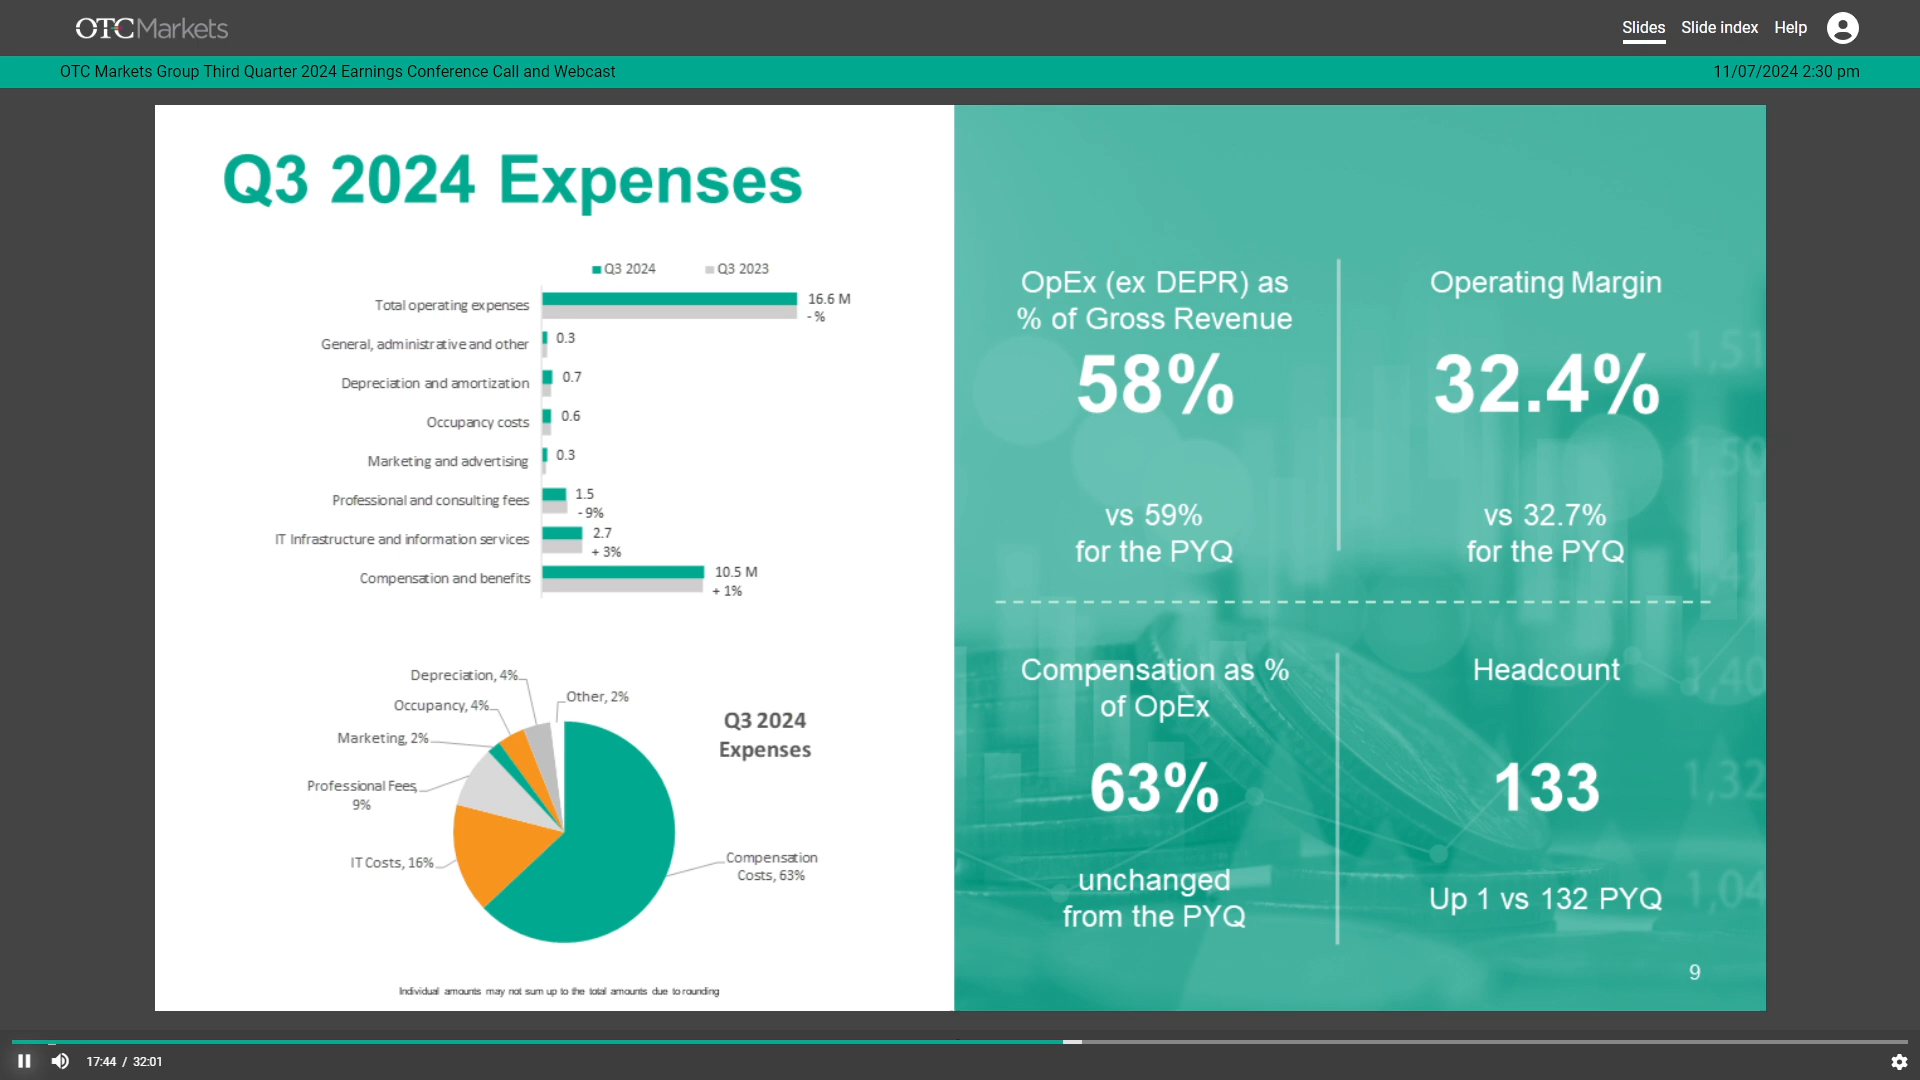 OTCMarkets
Slides
Slide index
Help
OTC Markets Group Third Quarter 2024 Earnings Conference Call and Webcast
11/07/2024 2:30 pm
Q3 2024 Expenses
Q3 2024
Q3 2023
Total operating expenses
16.6 M
- %
General, administrative and other
0.3
Depreciation and amortization
0.7
Occupancy costs
0.6
Marketing and advertising
0.3
Professional and consulting fees
1.5
- 9%
IT Infrastructure and information services
2.7
+ 3%
Compensation and benefits
10.5 M
+ 1%
Depreciation, 4%
Other, 2%
Occupancy, 4%
Marketing, 2%
Professional Fees,
9%
IT Costs, 16%
Compensation
Costs, 63%
Q3 2024
Expenses
Individual amounts may not sum up to the total amounts due to rounding
OpEx (ex DEPR) as
% of Gross Revenue
58%
vs 59%
for the PYQ
Operating Margin
32.4%
vs 32.7%
for the PYQ
Compensation as %
of OpEx
63%
unchanged
from the PYQ
Headcount
133
Up 1 vs 132 PYQ
9
17:44 / 32:01